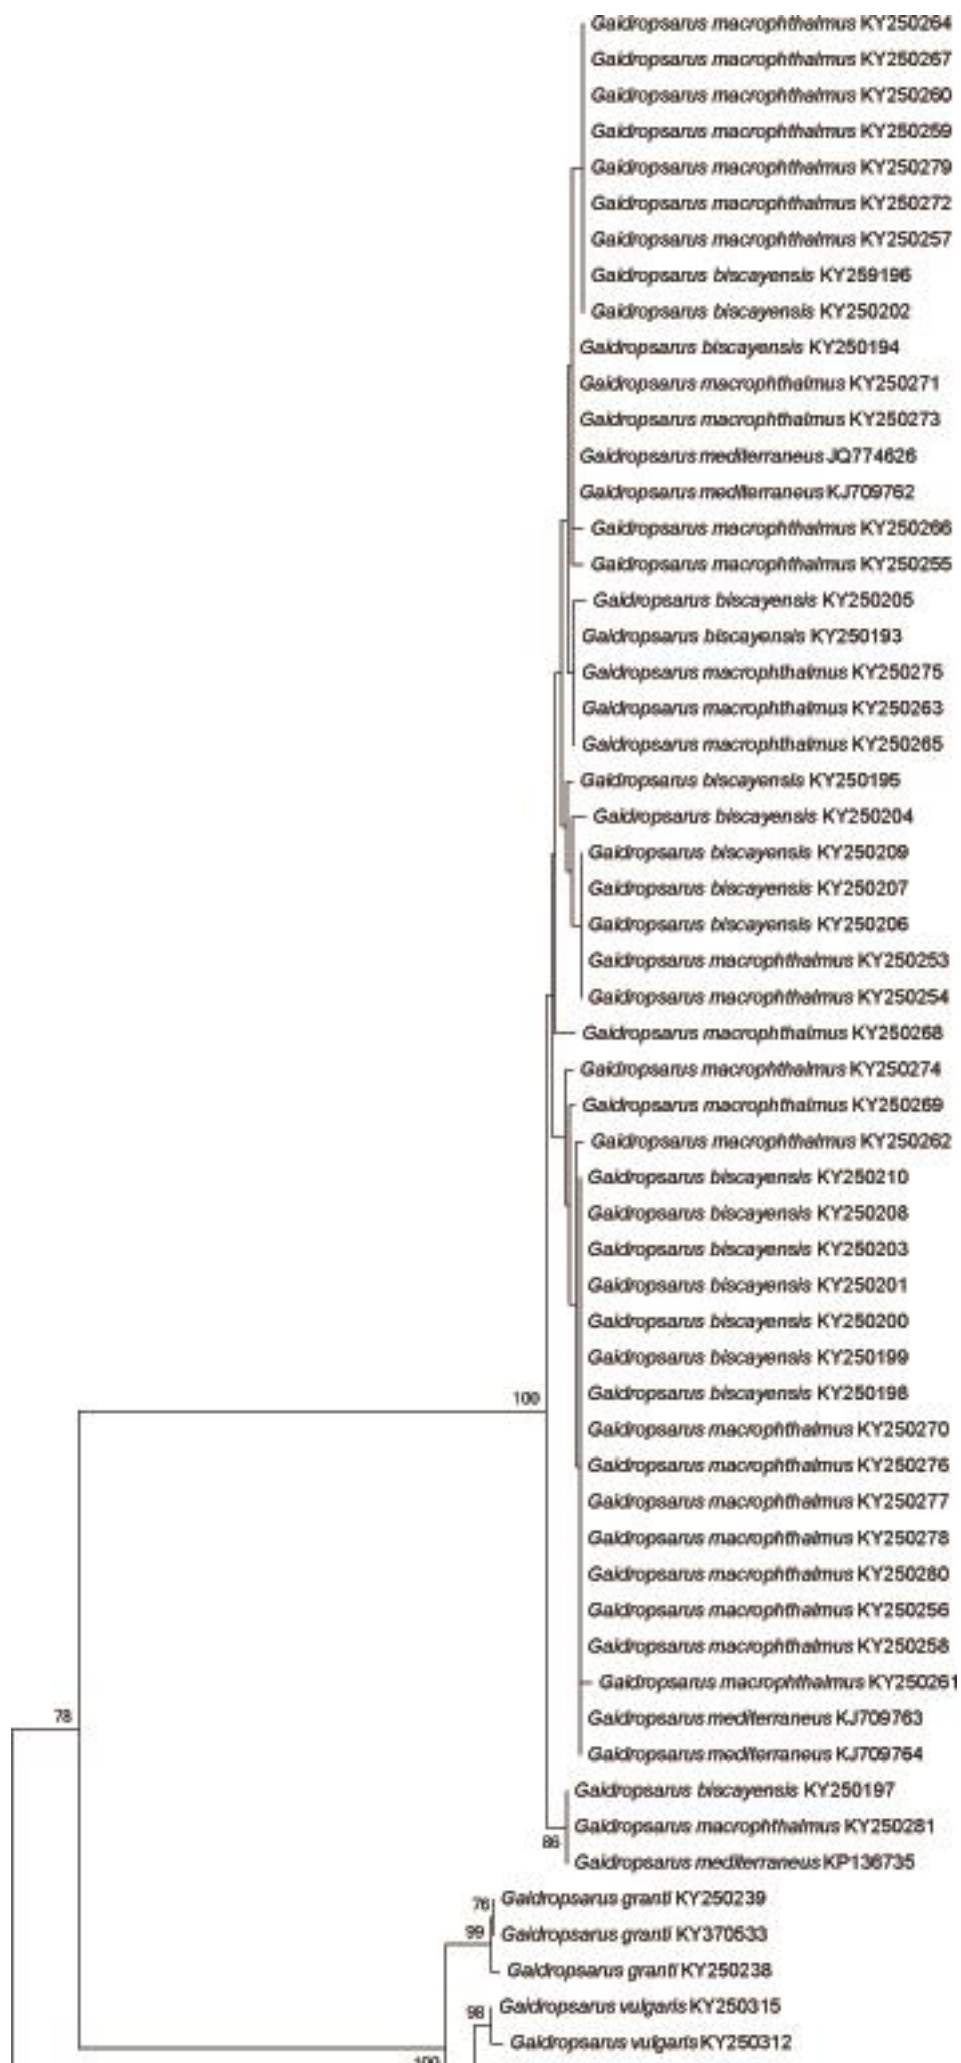 Gaidropsarus macrophthalmus KY250264
Gaidropsarus macrophthalmus KY250267
Gaidropsarus macrophthalmus KY250260
Gaidropsarus macrophthalmus KY250259
Gaidropsarus macrophthalmus KY250279
Gaidropsarus macrophthalmus KY250272
Gaidropsarus macrophthalmus KY250257
Gaidropsarus biscayensis KY259196
Gaidropsarus biscayensis KY250202
Gaidropsarus biscayensis KY250194
Gaidropsarus macrophthalmus KY250271
Gaidropsarus macrophthalmus KY250273
Gaidropsarus mediterraneus JQ774626
Gaidropsarus mediterraneus KJ709762
Gaidropsarus macrophthalmus KY250266
Gaidropsarus macrophthalmus KY250255
Gaidropsarus biscayensis KY250205
Gaidropsarus biscayensis KY250193
Gaidropsarus macrophthalmus KY250275
Gaidropsarus macrophthalmus KY250263
Gaidropsarus macrophthalmus KY250265
Gaidropsarus biscayensis KY250195
Gaidropsarus biscayensis KY250204
Gaidropsarus biscayensis KY250209
Gaidropsarus biscayensis KY250207
Gaidropsarus biscayensis KY250206
Gaidropsarus macrophthalmus KY250253
Gaidropsarus macrophthalmus KY250254
Gaidropsarus macrophthalmus KY250268
Gaidropsarus macrophthalmus KY250274
Gaidropsarus macrophthalmus KY250269
Gaidropsarus macrophthalmus KY250262
Gaidropsarus biscayensis KY250210
Gaidropsarus biscayensis KY250208
Gaidropsarus biscayensis KY250203
Gaidropsarus biscayensis KY250201
Gaidropsarus biscayensis KY250200
Gaidropsarus biscayensis KY250199
Gaidropsarus biscayensis KY250198
100
Gaidropsarus macrophthalmus KY250270
Gaidropsarus macrophthalmus KY250276
Gaidropsarus macrophthalmus KY250277
Gaidropsarus macrophthalmus KY250278
Gaidropsarus macrophthalmus KY250280
Gaidropsarus macrophthalmus KY250256
Gaidropsarus macrophthalmus KY250258
Gaidropsarus macrophthalmus KY250261
78
Gaidropsarus mediterraneus KJ709763
Gaidropsarus mediterraneus KJ709764
Gaidropsarus biscayensis KY250197
Gaidropsarus macrophthalmus KY250281
86
Gaidropsarus mediterraneus KP136735
76
Gaidropsarus granti KY250239
99
Gaidropsarus granti KY370533
Gaidropsarus granti KY250238
98
Gaidropsarus vulgaris KY250315
Gaidropsarus vulgaris KY250312
100